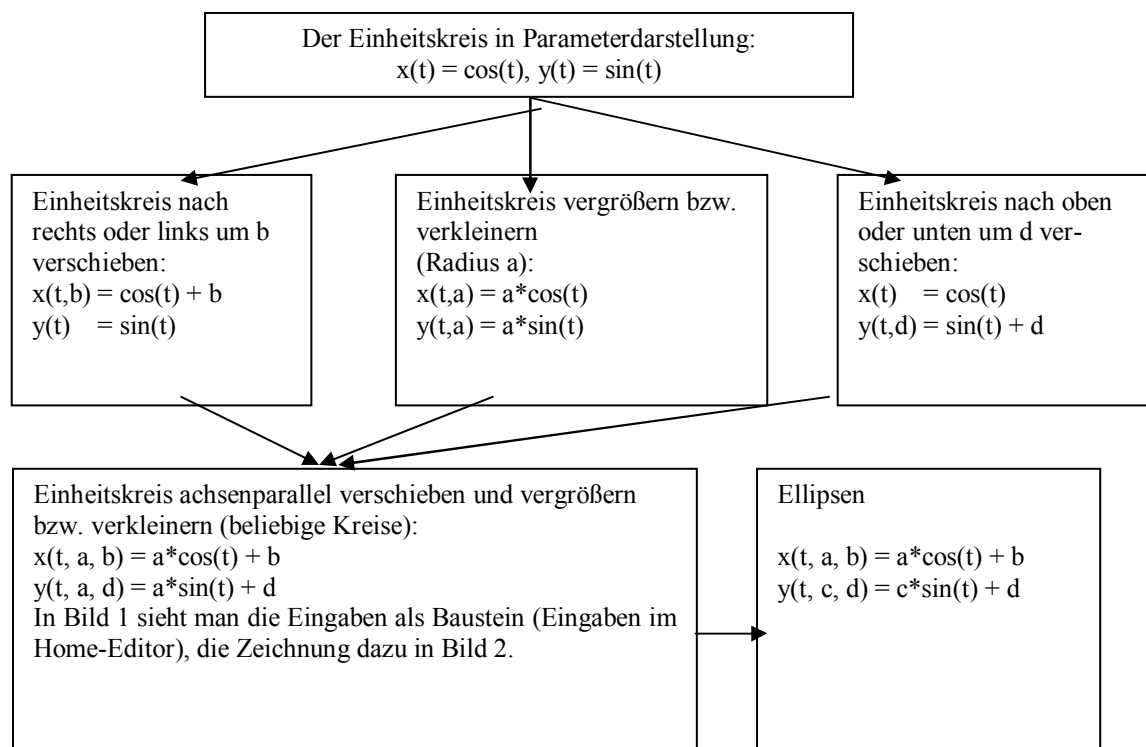 Der Einheitskreis in Parameterdarstellung:
x(t) = cos(t), y(t) = sin(t)
Einheitskreis nach
rechts oder links um b
verschieben:
x(t,b) = cos(t) + b
y(t) = sin(t)
Einheitskreis vergrößern bzw.
verkleinern
(Radius a):
x(t,a) = a*cos(t)
y(t,a) = a*sin(t)
Einheitskreis nach oben
oder unten um d ver-
schieben:
x(t) = cos(t)
y(t,d) = sin(t) + d
Einheitskreis achsenparallel verschieben und vergrößern
bzw. verkleinern (beliebige Kreise):
x(t, a, b) = a*cos(t) + b
y(t, a, d) = a*sin(t) + d
In Bild 1 sieht man die Eingaben als Baustein (Eingaben im
Home-Editor), die Zeichnung dazu in Bild 2.
Ellipsen
x(t, a, b) = a*cos(t) + b
y(t, c, d) = c*sin(t) + d